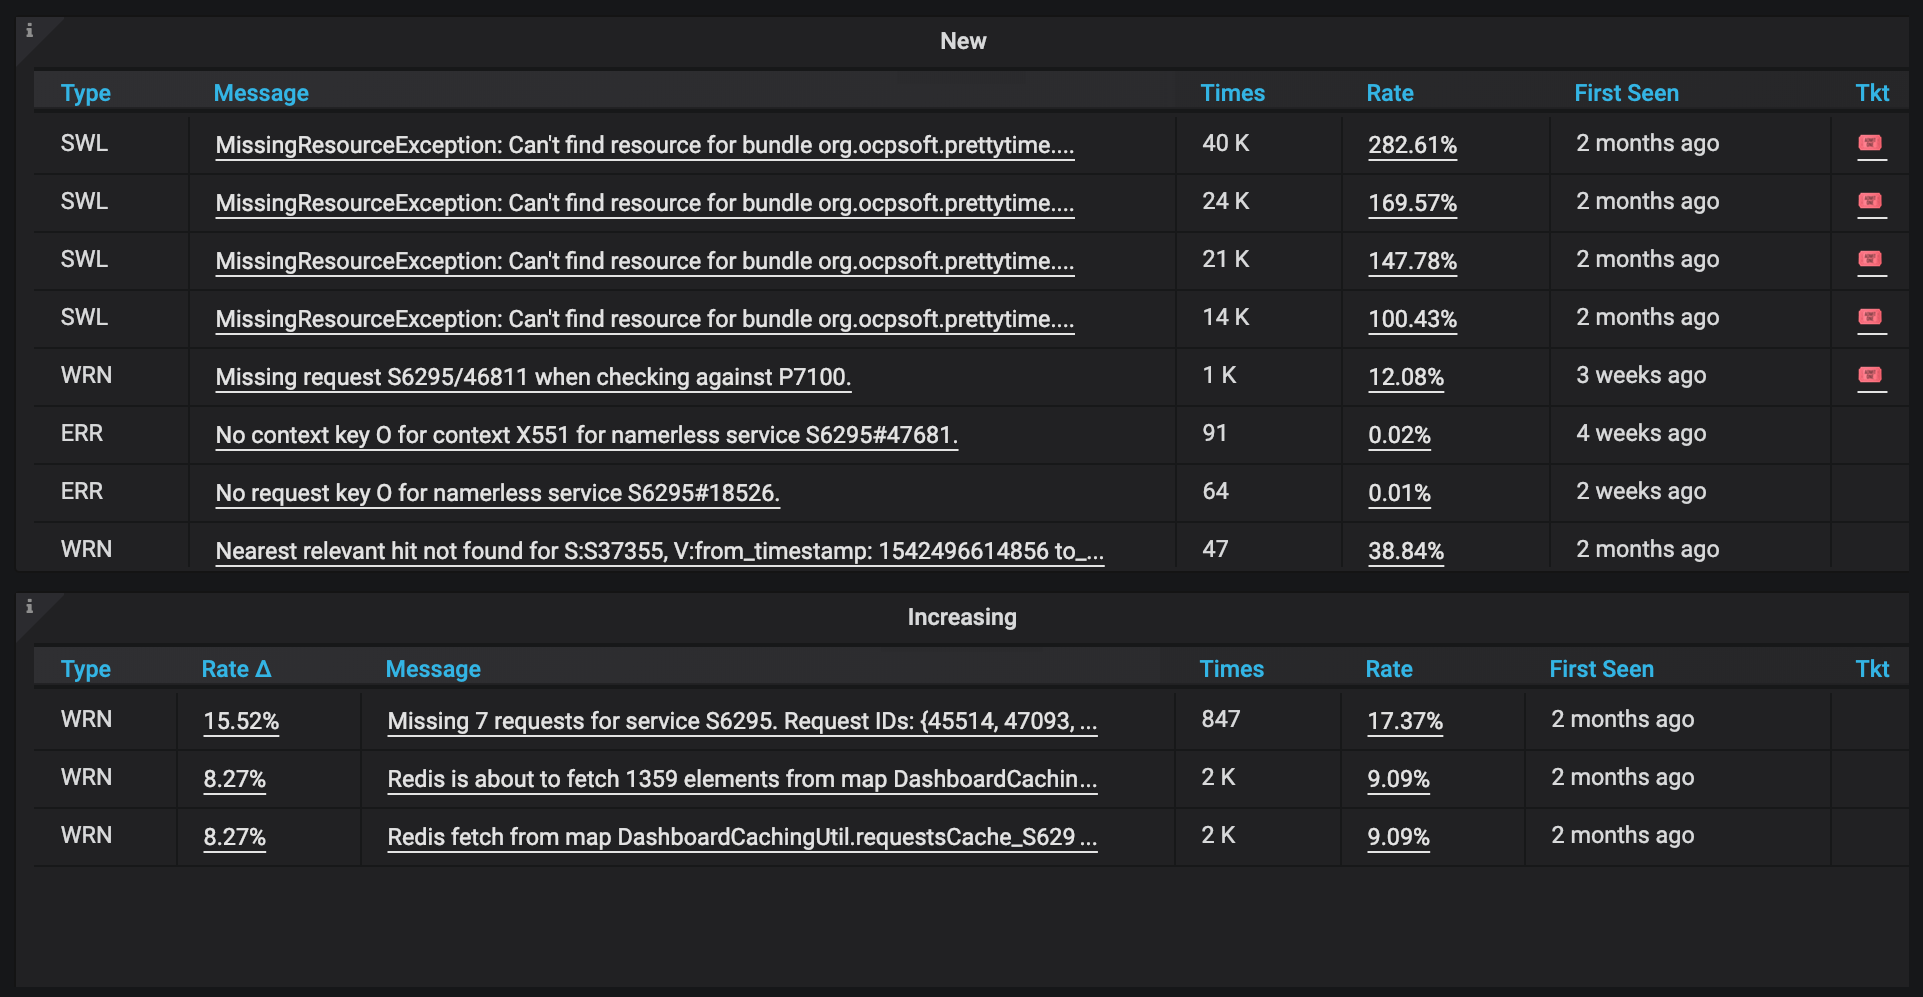 New
Type Message Times Rate First Seen Tkt
SWL MissingResourceException: Can't find resource for bundle org.ocpsoft.prettytime.... 40 K 282.61% 2 months ago
SWL MissingResourceException: Can't find resource for bundle org.ocpsoft.prettytime.... 24 K 169.57% 2 months ago
SWL MissingResourceException: Can't find resource for bundle org.ocpsoft.prettytime.... 21 K 147.78% 2 months ago
SWL MissingResourceException: Can't find resource for bundle org.ocpsoft.prettytime.... 14 K 100.43% 2 months ago
WRN Missing request S6295/46811 when checking against P7100. 1 K 12.08% 3 weeks ago
ERR No context key O for context X551 for namerless service S6295#47681. 91 0.02% 4 weeks ago
ERR No request key O for namerless service S6295#18526. 64 0.01% 2 weeks ago
WRN Nearest relevant hit not found for S:S37355, V:from_timestamp: 1542496614856 to_... 47 38.84% 2 months ago
Increasing
Type Rate Δ Message Times Rate First Seen Tkt
WRN 15.52% Missing 7 requests for service S6295. Request IDs: {45514, 47093, ... 847 17.37% 2 months ago
WRN 8.27% Redis is about to fetch 1359 elements from map DashboardCachin... 2 K 9.09% 2 months ago
WRN 8.27% Redis fetch from map DashboardCachingUtil.requestsCache_S629 ... 2 K 9.09% 2 months ago